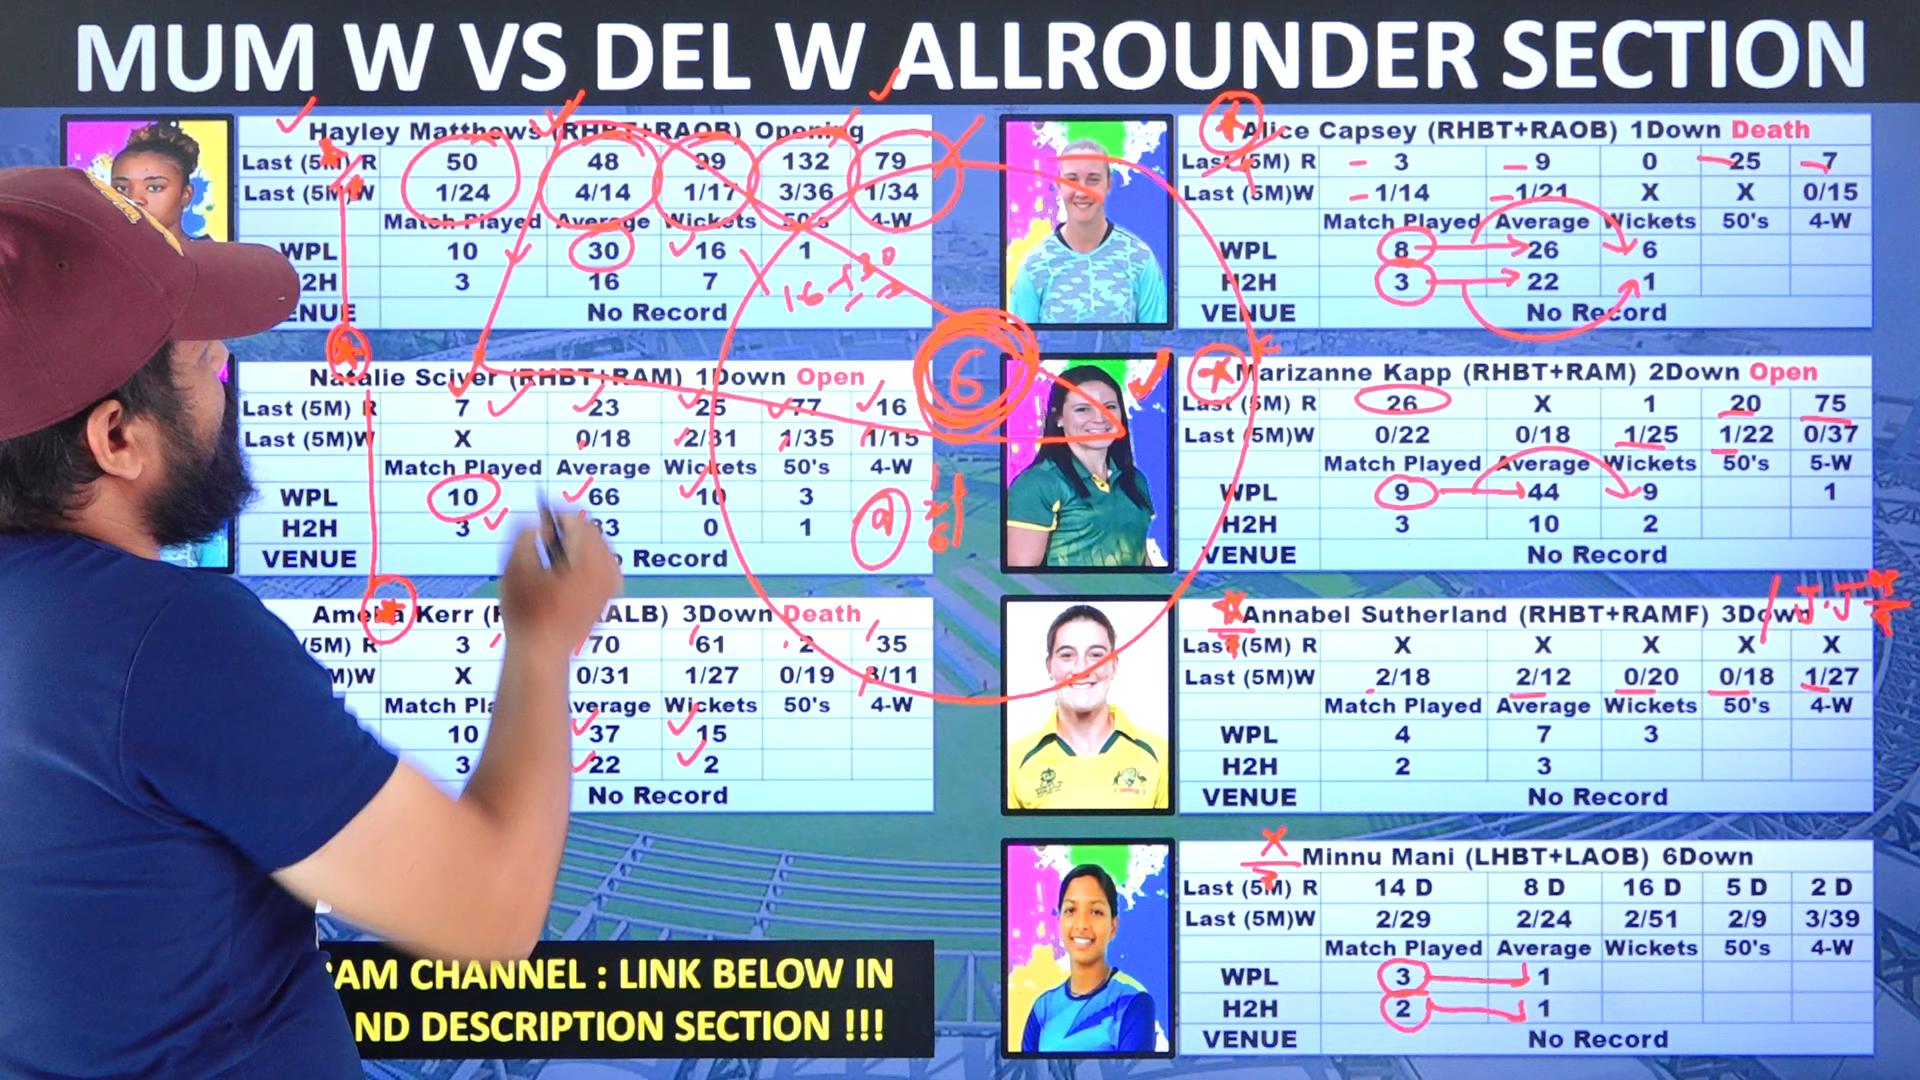 MUM W VS DEL W ALLROUNDER SECTION
Hayley Matthews (RHBT+RAOB) Opening
Last (5M) R 50 48 99 132 79
Last (5M)W 1/24 4/14 1/17 3/36 1/34
Match Played Average Wickets 50's 4-W
WPL 10 30 16 1
H2H 3 16 7
VENUE No Record
16 +30
Natalie Sciver (RHBT+RAM) 1Down Open
Last (5M) R 7 23 25 77 16
Last (5M)W X 0/18 2/31 1/35 1/15
Match Played Average Wickets 50's 4-W
WPL 10 66 10 3
H2H 3 33 0 1
VENUE Record
6
Amelia Kerr ALB) 3Down Death
(5M) R 3 70 61 2 35
X 0/31 1/27 0/19 3/11
Match Average Wickets 50's 4-W
10 37 15
3 22 2
No Record
AM CHANNEL : LINK BELOW IN
ND DESCRIPTION SECTION !!!
Alice Capsey (RHBT+RAOB) 1Down Death
Last (5M) R 3 9 0 25 7
Last (5M)W 1/14 1/21 X X 0/15
Match Played Average Wickets 50's 4-W
WPL 8 26 6
H2H 3 22 1
VENUE No Record
Marizanne Kapp (RHBT+RAM) 2Down Open
Last (5M) R 26 X 1 20 75
Last (5M)W 0/22 0/18 1/25 1/22 0/37
Match Played Average Wickets 50's 5-W
WPL 9 44 9 1
H2H 3 10 2
VENUE No Record
Annabel Sutherland (RHBT+RAMF) 3Down
J.J
Last (5M) R X X X X X
Last (5M)W 2/18 2/12 0/20 0/18 1/27
Match Played Average Wickets 50's 4-W
WPL 4 7 3
H2H 2 3
VENUE No Record
Minnu Mani (LHBT+LAOB) 6Down
Last (5M) R 14 D 8 D 16 D 5 D 2 D
Last (5M)W 2/29 2/24 2/51 2/9 3/39
Match Played Average Wickets 50's 4-W
WPL 3 1
H2H 2 1
VENUE No Record